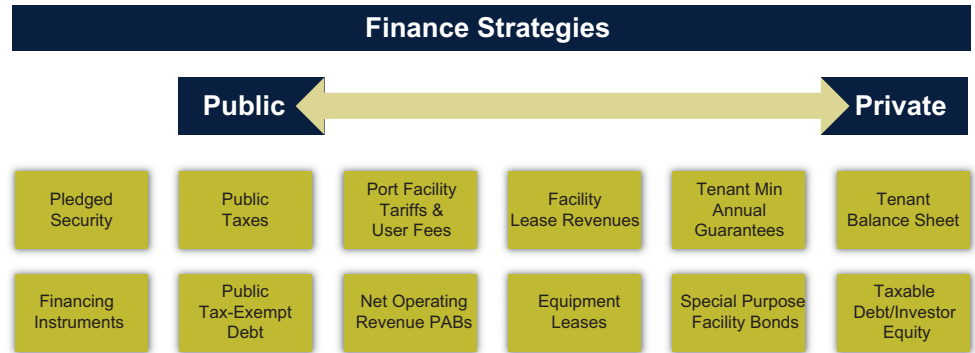 Finance Strategies
Public
Private
Pledged
Security
Public
Taxes
Port Facility
Tariffs &
User Fees
Facility
Lease Revenues
Tenant Min
Annual
Guarantees
Tenant
Balance Sheet
Financing
Instruments
Public
Tax-Exempt
Debt
Net Operating
Revenue PABs
Equipment
Leases
Special Purpose
Facility Bonds
Taxable
Debt/Investor
Equity